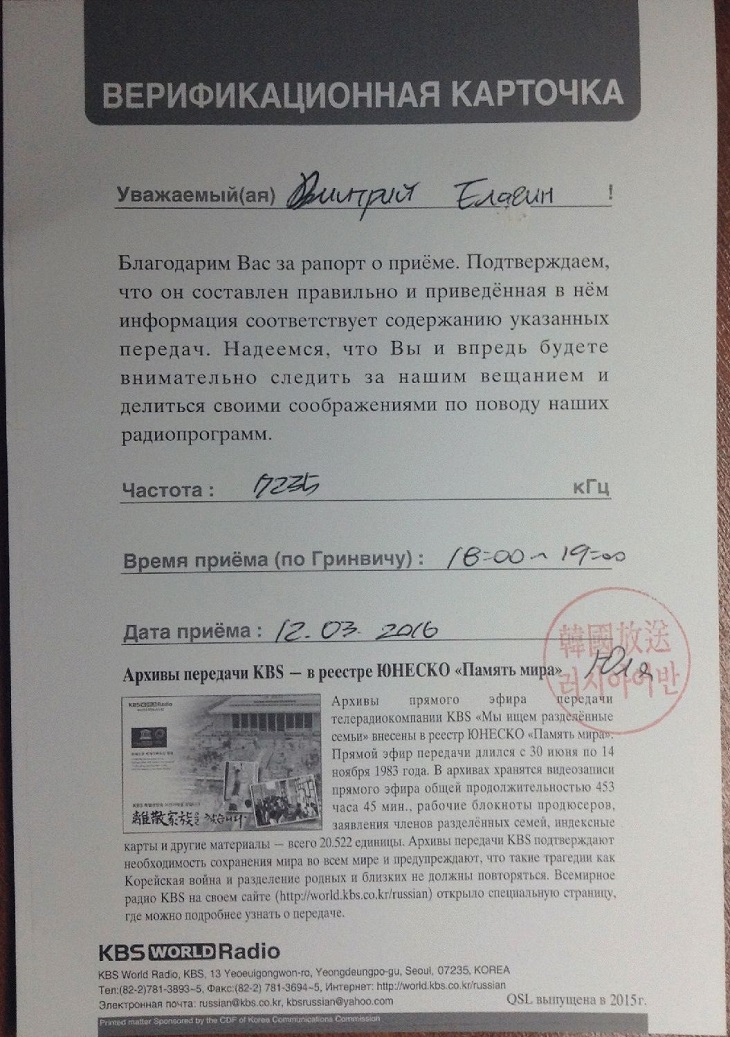 ВЕРИФИКАЦИОННАЯ КАРТОЧКА
Уважаемый(ая) Дмитрий Елагин !
Благодарим Вас за рапорт о приёме. Подтверждаем,
что он составлен правильно и приведённая в нём
информация соответствует содержанию указанных
передач. Надеемся, что Вы и впредь будете
внимательно следить за нашим вещанием и
делиться своими соображениями по поводу наших
радиопрограмм.
Частота : 7235 кГц
Время приёма (по Гринвичу) : 18=00~19=00
Дата приёма : 12. 03. 2016
韓國放送
러시아어반
Юля
Архивы передачи KBS — в реестре ЮНЕСКО «Память мира»
KBS WORLD Radio
離散家族
Архивы прямого эфира передачи
телерадиокомпании KBS «Мы ищем разделённые
семьи» внесены в реестр ЮНЕСКО «Память мира».
Прямой эфир передачи длился с 30 июня по 14
ноября 1983 года. В архивах хранятся видеозаписи
прямого эфира общей продолжительностью 453
часа 45 мин., рабочие блокноты продюсеров,
заявления членов разделённых семей, индексные
карты и другие материалы — всего 20.522 единицы. Архивы передачи KBS подтверждают
необходимость сохранения мира во всем мире и предупреждают, что такие трагедии как
Корейская война и разделение родных и близких не должны повторяться. Всемирное
радио KBS на своем сайте (http://world.kbs.co.kr/russian) открыло специальную страницу,
где можно подробнее узнать о передаче.
KBS WORLD Radio
KBS World Radio, KBS. 13 Yeoeuigongwon-ro, Yeongdeungpo-gu, Seoul, 07235, KOREA
Тел:(82-2)781-3893~5, Факс:(82-2) 781-3694~5, Интернет: http://world.kbs.co.kr/russian
Электронная почта: russian@kbs.co.kr, kbsrussian@yahoo.com
QSL выпущена в 2015г.
Printed matter Sponsored by the CDF of Korea Communications Commission